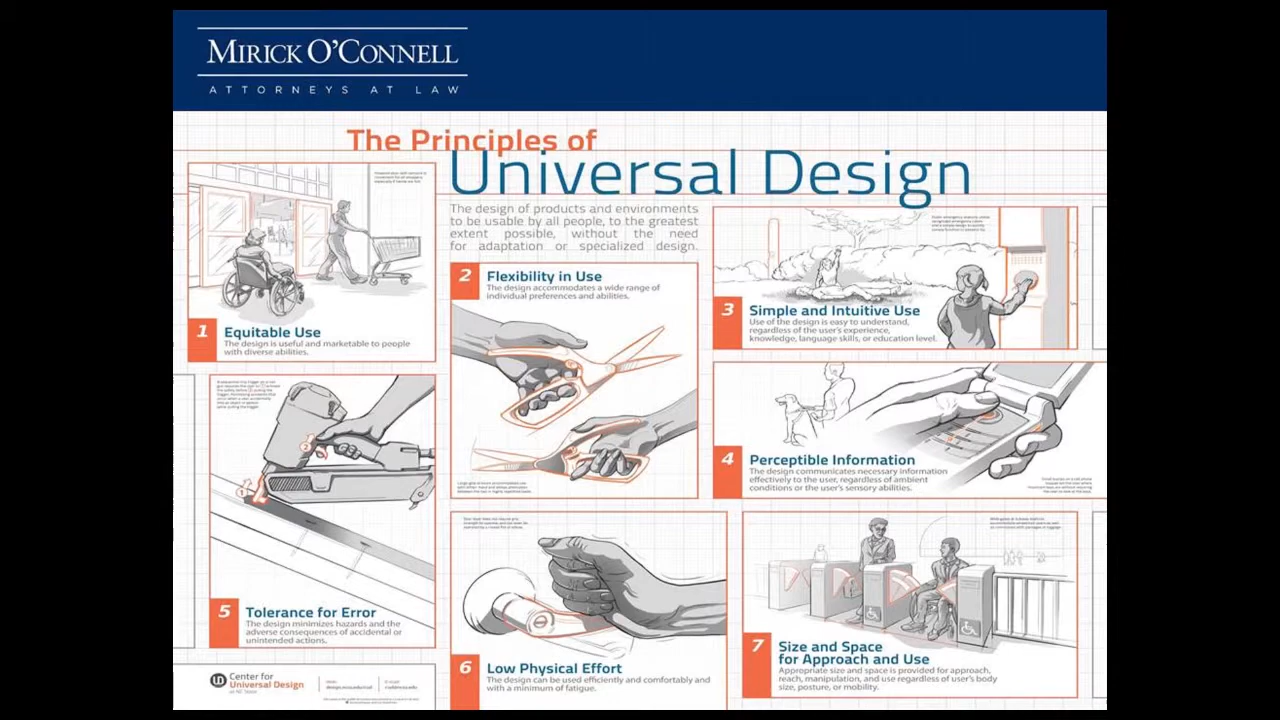 MIRICK O'CONNELL
ATTORNEYS AT LAW
The Principles of
Universal Design
The design of products and environments
to be usable by all people, to the greatest
extent possible, without the need
for adaptation or specialized design.
1 Equitable Use
The design is useful and marketable to people
with diverse abilities.
2 Flexibility in Use
The design accommodates a wide range of
individual preferences and abilities.
3 Simple and Intuitive Use
Use of the design is easy to understand,
regardless of the user's experience,
knowledge, language skills, or education level.
4 Perceptible Information
The design communicates necessary information
effectively to the user, regardless of ambient
conditions or the user's sensory abilities.
5 Tolerance for Error
The design minimizes hazards and the
adverse consequences of accidental or
unintended actions.
6 Low Physical Effort
The design can be used efficiently and comfortably and
with a minimum of fatigue.
7 Size and Space
for Approach and Use
Appropriate size and space is provided for approach,
reach, manipulation, and use regardless of user's body
size, posture, or mobility.
UD Center for
Universal Design
at NC State